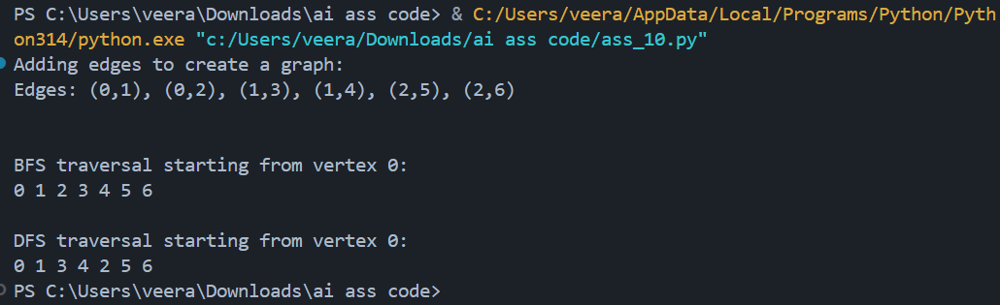 PS C:\Users\veera\Downloads\ai ass code> & C:/Users/veera/AppData/Local/Programs/Python/Pyth
on314/python.exe "c:/Users/veera/Downloads/ai ass code/ass_10.py"
Adding edges to create a graph:
Edges: (0,1), (0,2), (1,3), (1,4), (2,5), (2,6)
BFS traversal starting from vertex 0:
0 1 2 3 4 5 6
DFS traversal starting from vertex 0:
0 1 3 4 2 5 6
PS C:\Users\veera\Downloads\ai ass code>